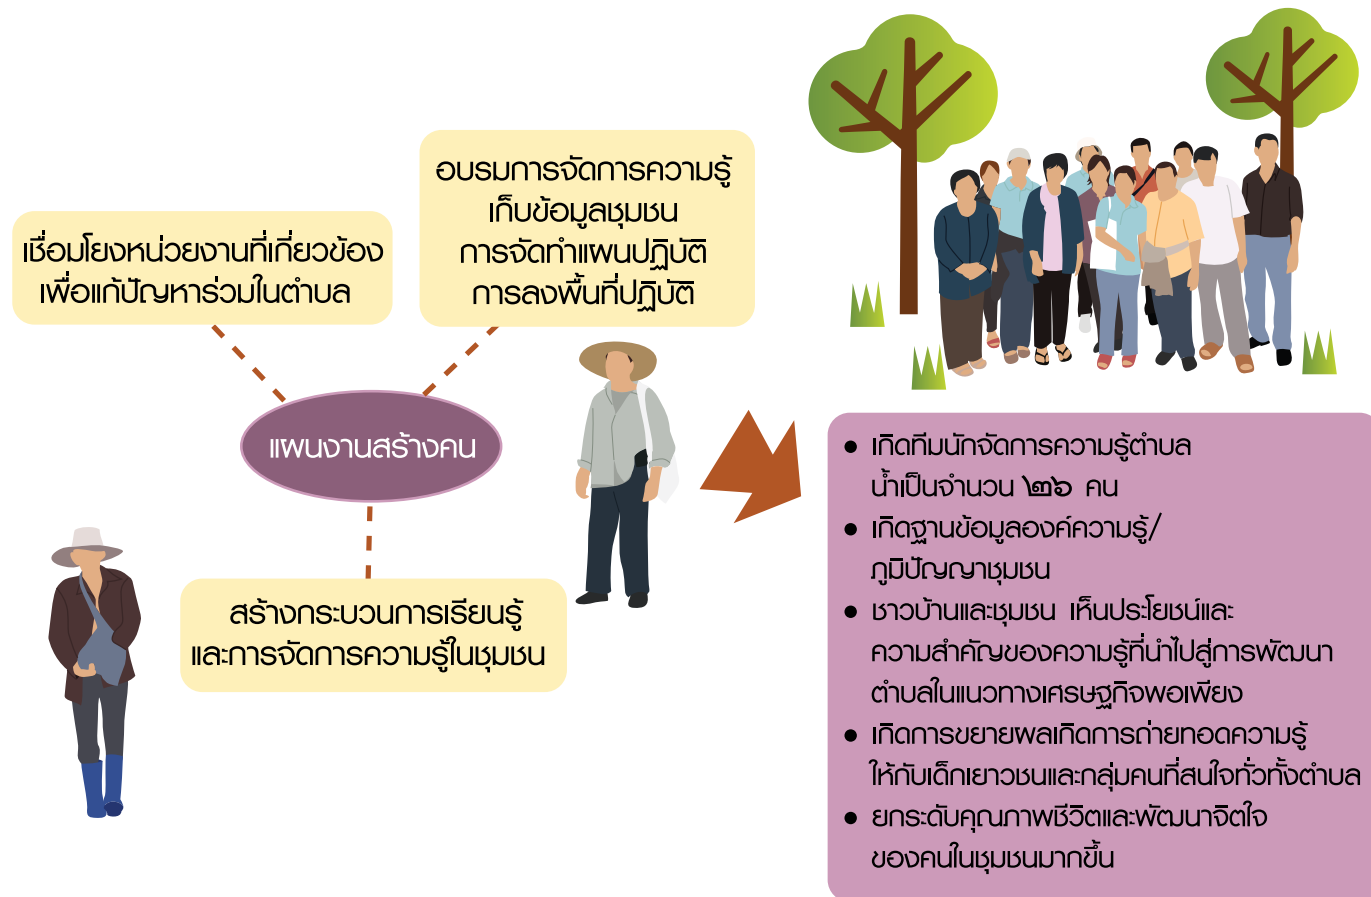 เชื่อมโยงหน่วยงานที่เกี่ยวข้อง
เพื่อแก้ปัญหาร่วมในตำบล
อบรมการจัดการความรู้
เก็บข้อมูลชุมชน
การจัดทำแผนปฏิบัติ
การลงพื้นที่ปฏิบัติ
แผนงานสร้างคน
สร้างกระบวนการเรียนรู้
และการจัดการความรู้ในชุมชน
• เกิดทีมนักจัดการความรู้ตำบล
น้ำเป็นจำนวน ๒๖ คน
• เกิดฐานข้อมูลองค์ความรู้/
ภูมิปัญญาชุมชน
• ชาวบ้านและชุมชน เห็นประโยชน์และ
ความสำคัญของความรู้ที่นำไปสู่การพัฒนา
ตำบลในแนวทางเศรษฐกิจพอเพียง
• เกิดการขยายผลเกิดการถ่ายทอดความรู้
ให้กับเด็กเยาวชนและกลุ่มคนที่สนใจทั่วทั้งตำบล
• ยกระดับคุณภาพชีวิตและพัฒนาจิตใจ
ของคนในชุมชนมากขึ้น